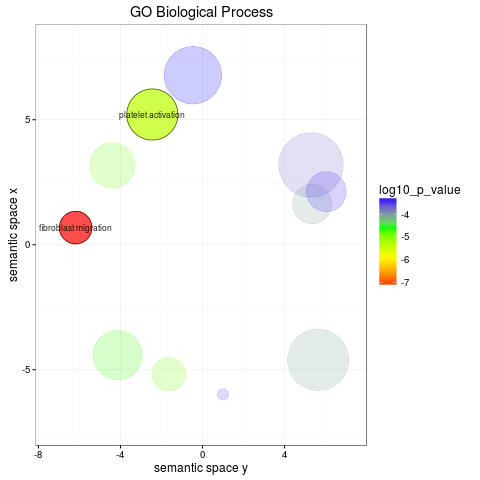 GO Biological Process
platelet activation
fibroblast migration
semantic space x
5
0
-5
-8
-4
0
4
semantic space y
log10_p_value
-4
-5
-6
-7